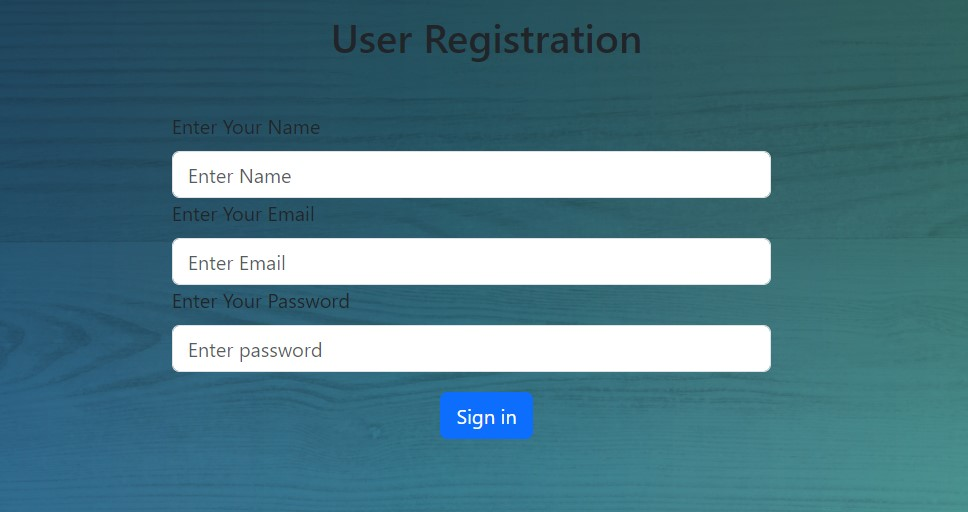 User Registration
Enter Your Name
Enter Name
Enter Your Email
Enter Email
Enter Your Password
Enter password
Sign in